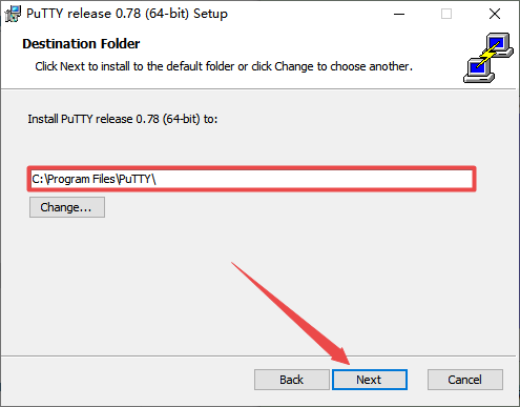 PuTTY release 0.78 (64-bit) Setup
Destination Folder
Click Next to install to the default folder or click Change to choose another.
Install PuTTY release 0.78 (64-bit) to:
C:\Program Files\PuTTY\
Change...
Back Next Cancel